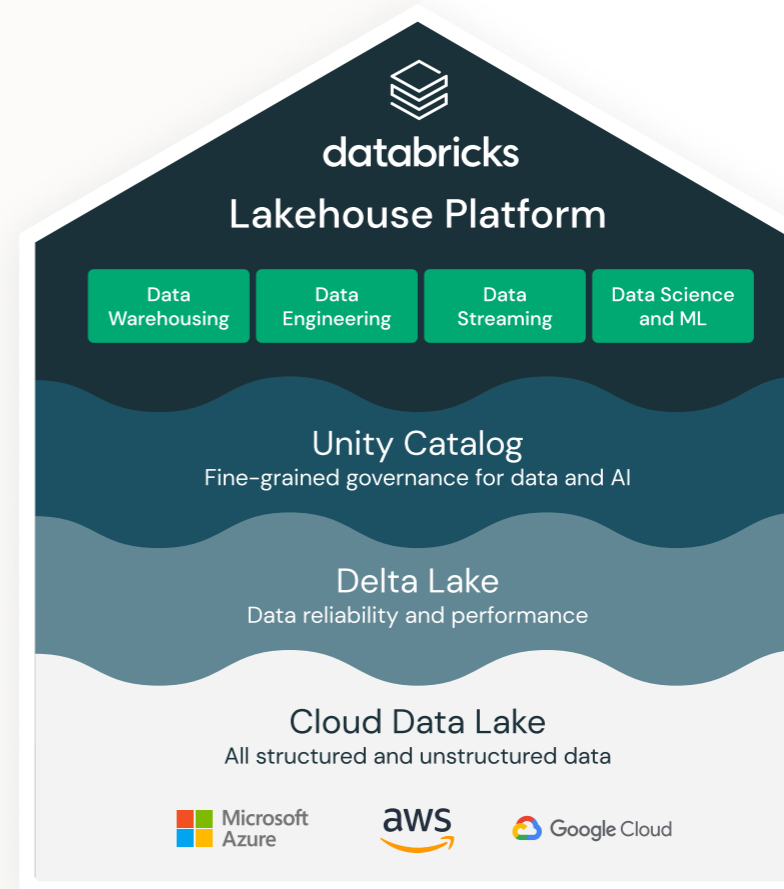 databricks
Lakehouse Platform
Data
Warehousing
Data
Engineering
Data
Streaming
Data Science
and ML
Unity Catalog
Fine-grained governance for data and AI
Delta Lake
Data reliability and performance
Cloud Data Lake
All structured and unstructured data
Microsoft
Azure
aws
Google Cloud